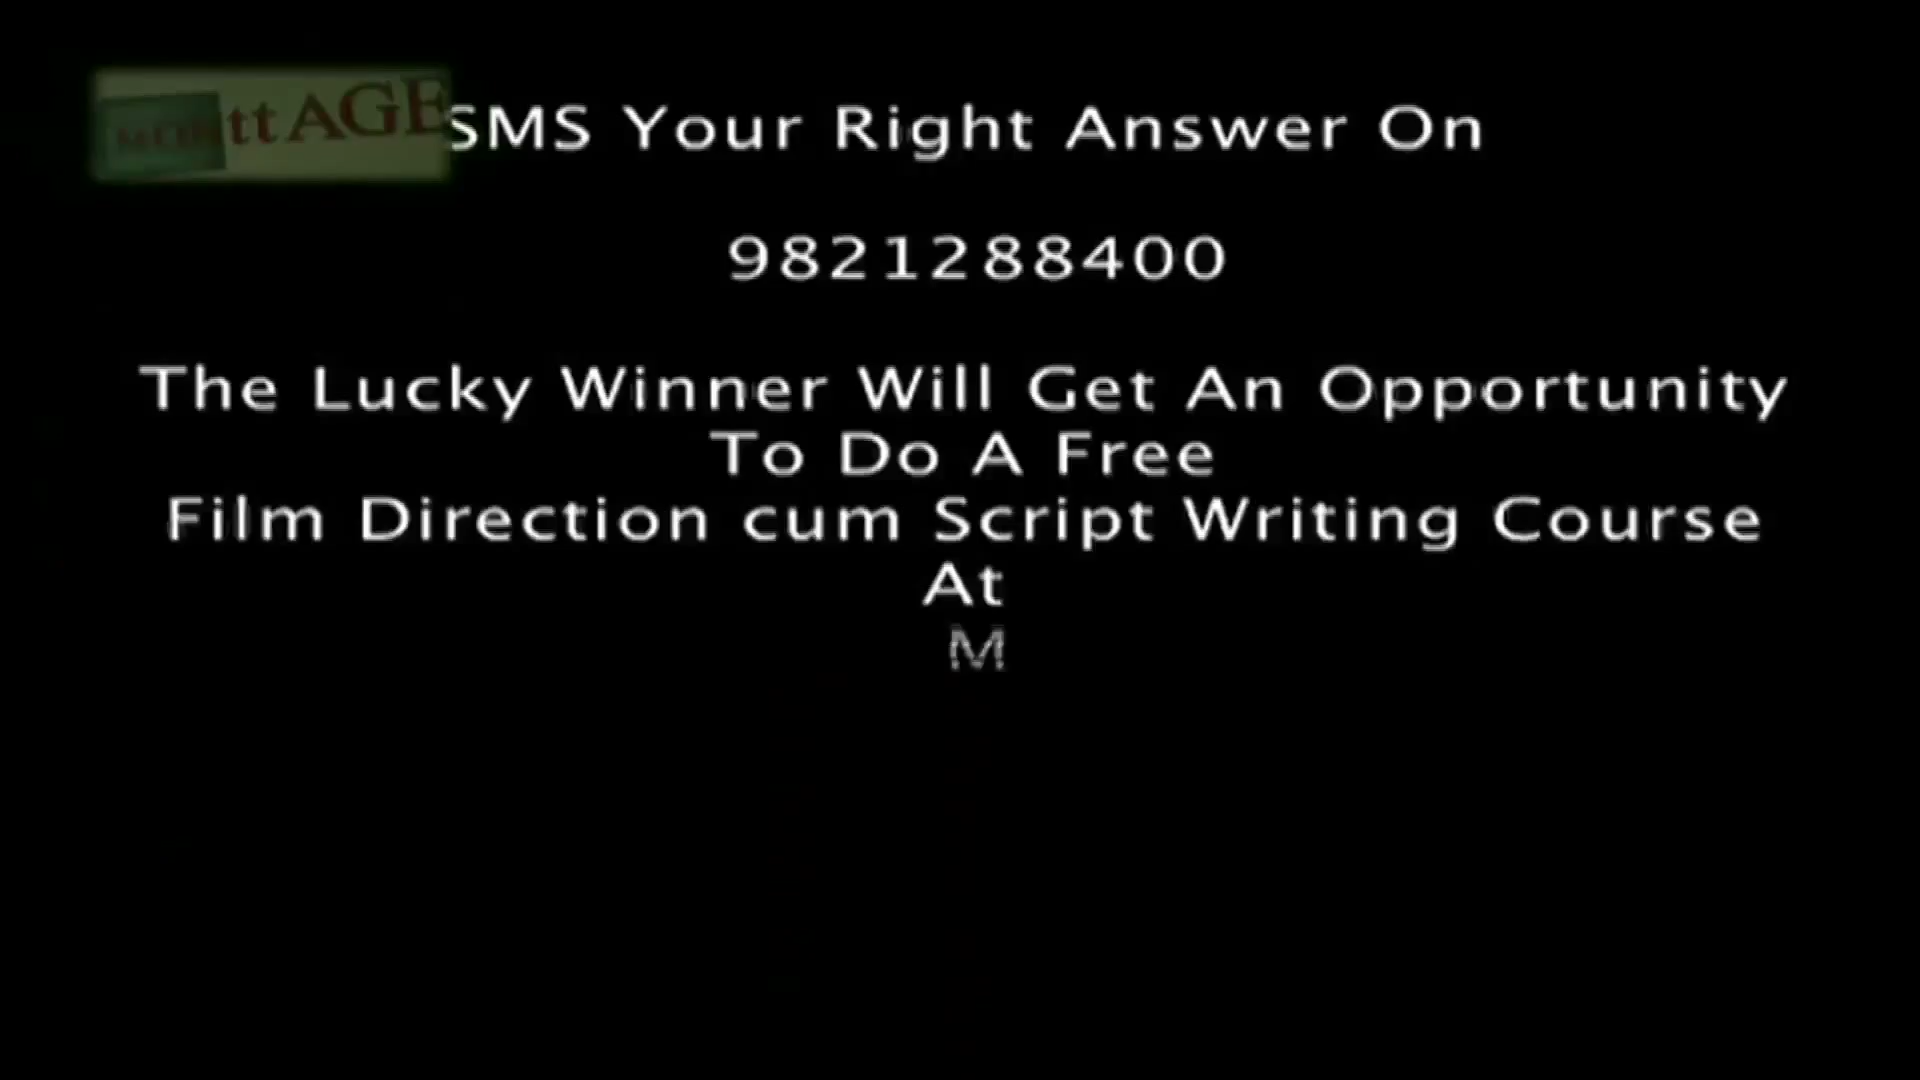 MONttAGE
SMS Your Right Answer On
9821288400
The Lucky Winner Will Get An Opportunity
To Do A Free
Film Direction cum Script Writing Course
At
M